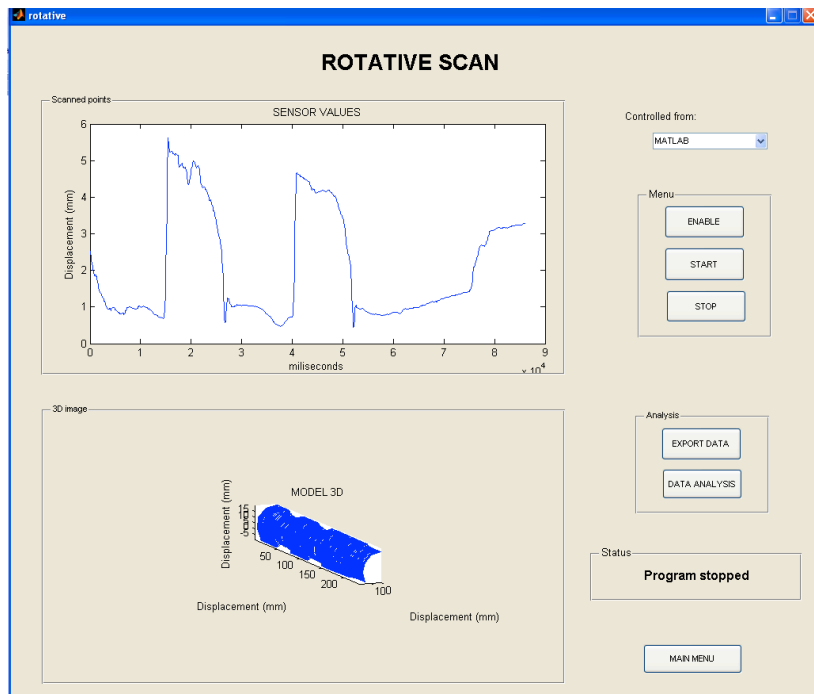 rotative
ROTATIVE SCAN
Scanned points
SENSOR VALUES
6
5
4
3
2
1
0
Displacement (mm)
0 1 2 3 4 5 6 7 8 9
miliseconds
x 10^4
Controlled from:
MATLAB
Menu
ENABLE
START
STOP
3D image
MODEL 3D
15
10
5
0
-5
Displacement (mm)
50 100 150 200
100
Displacement (mm)
Displacement (mm)
Analysis
EXPORT DATA
DATA ANALYSIS
Status
Program stopped
MAIN MENU